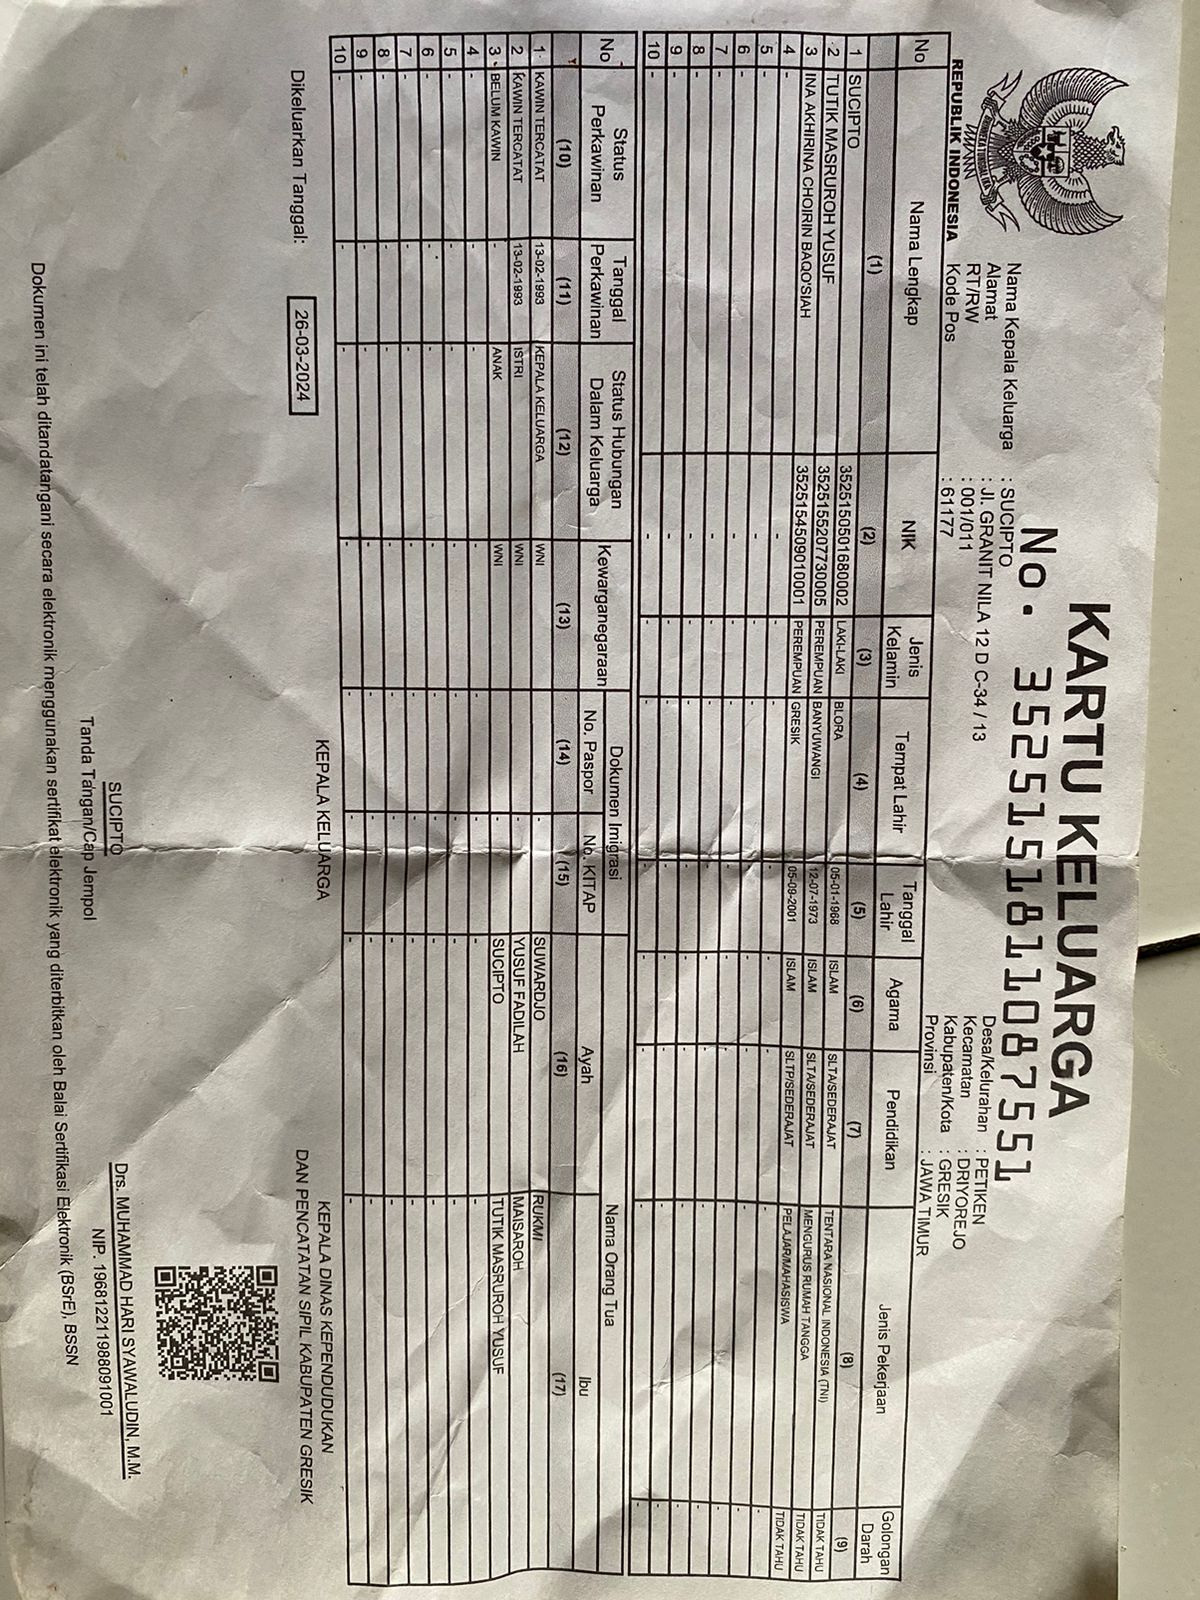 KARTU KELUARGA
No. 3525151811087551
BHINNEKA TUNGGAL IKA
REPUBLIK INDONESIA
Nama Kepala Keluarga : SUCIPTO
Alamat : Jl. GRANIT NILA 12 D C-34 / 13
RT/RW : 001/011
Kode Pos : 61177
Desa/Kelurahan : PETIKEN
Kecamatan : DRIYOREJO
Kabupaten/Kota : GRESIK
Provinsi : JAWA TIMUR
No Nama Lengkap NIK Jenis Kelamin Tempat Lahir Tanggal Lahir Agama Pendidikan Jenis Pekerjaan Golongan Darah
(1) (2) (3) (4) (5) (6) (7) (8) (9)
1 SUCIPTO 3525150501680002 LAKI-LAKI BLORA 05-01-1968 ISLAM SLTA/SEDERAJAT TENTARA NASIONAL INDONESIA (TNI) TIDAK TAHU
2 TUTIK MASRUROH YUSUF 3525155207730005 PEREMPUAN BANYUWANGI 12-07-1973 ISLAM SLTA/SEDERAJAT MENGURUS RUMAH TANGGA TIDAK TAHU
3 INA AKHIRINA CHOIRIN BAQO'SIAH 3525154509010001 PEREMPUAN GRESIK 05-09-2001 ISLAM SLTP/SEDERAJAT PELAJAR/MAHASISWA TIDAK TAHU
4 - - - - - - - - -
5 - - - - - - - - -
6 - - - - - - - - -
7 - - - - - - - - -
8 - - - - - - - - -
9 - - - - - - - - -
10 - - - - - - - - -
No Status Perkawinan Tanggal Perkawinan Status Hubungan Dalam Keluarga Kewarganegaraan Dokumen Imigrasi Nama Orang Tua
No. Paspor No. KITAP Ayah Ibu
(10) (11) (12) (13) (14) (15) (16) (17)
1 KAWIN TERCATAT 13-02-1993 KEPALA KELUARGA WNI - SUWARDJO RUKMI
2 KAWIN TERCATAT 13-02-1993 ISTRI WNI - YUSUF FADILAH MAISAROH
3 BELUM KAWIN - ANAK WNI - SUCIPTO TUTIK MASRUROH YUSUF
4 - - - - - - - -
5 - - - - - - - -
6 - - - - - - - -
7 - - - - - - - -
8 - - - - - - - -
9 - - - - - - - -
10 - - - - - - - -
Dikeluarkan Tanggal: 26-03-2024
KEPALA KELUARGA
KEPALA DINAS KEPENDUDUKAN
DAN PENCATATAN SIPIL KABUPATEN GRESIK
SUCIPTO
Tanda Tangan/Cap Jempol
Drs. MUHAMMAD HARI SYAWALUDIN, M.M.
NIP. 196812211988091001
Dokumen ini telah ditandatangani secara elektronik menggunakan sertifikat elektronik yang diterbitkan oleh Balai Sertifikasi Elektronik (BSrE), BSSN